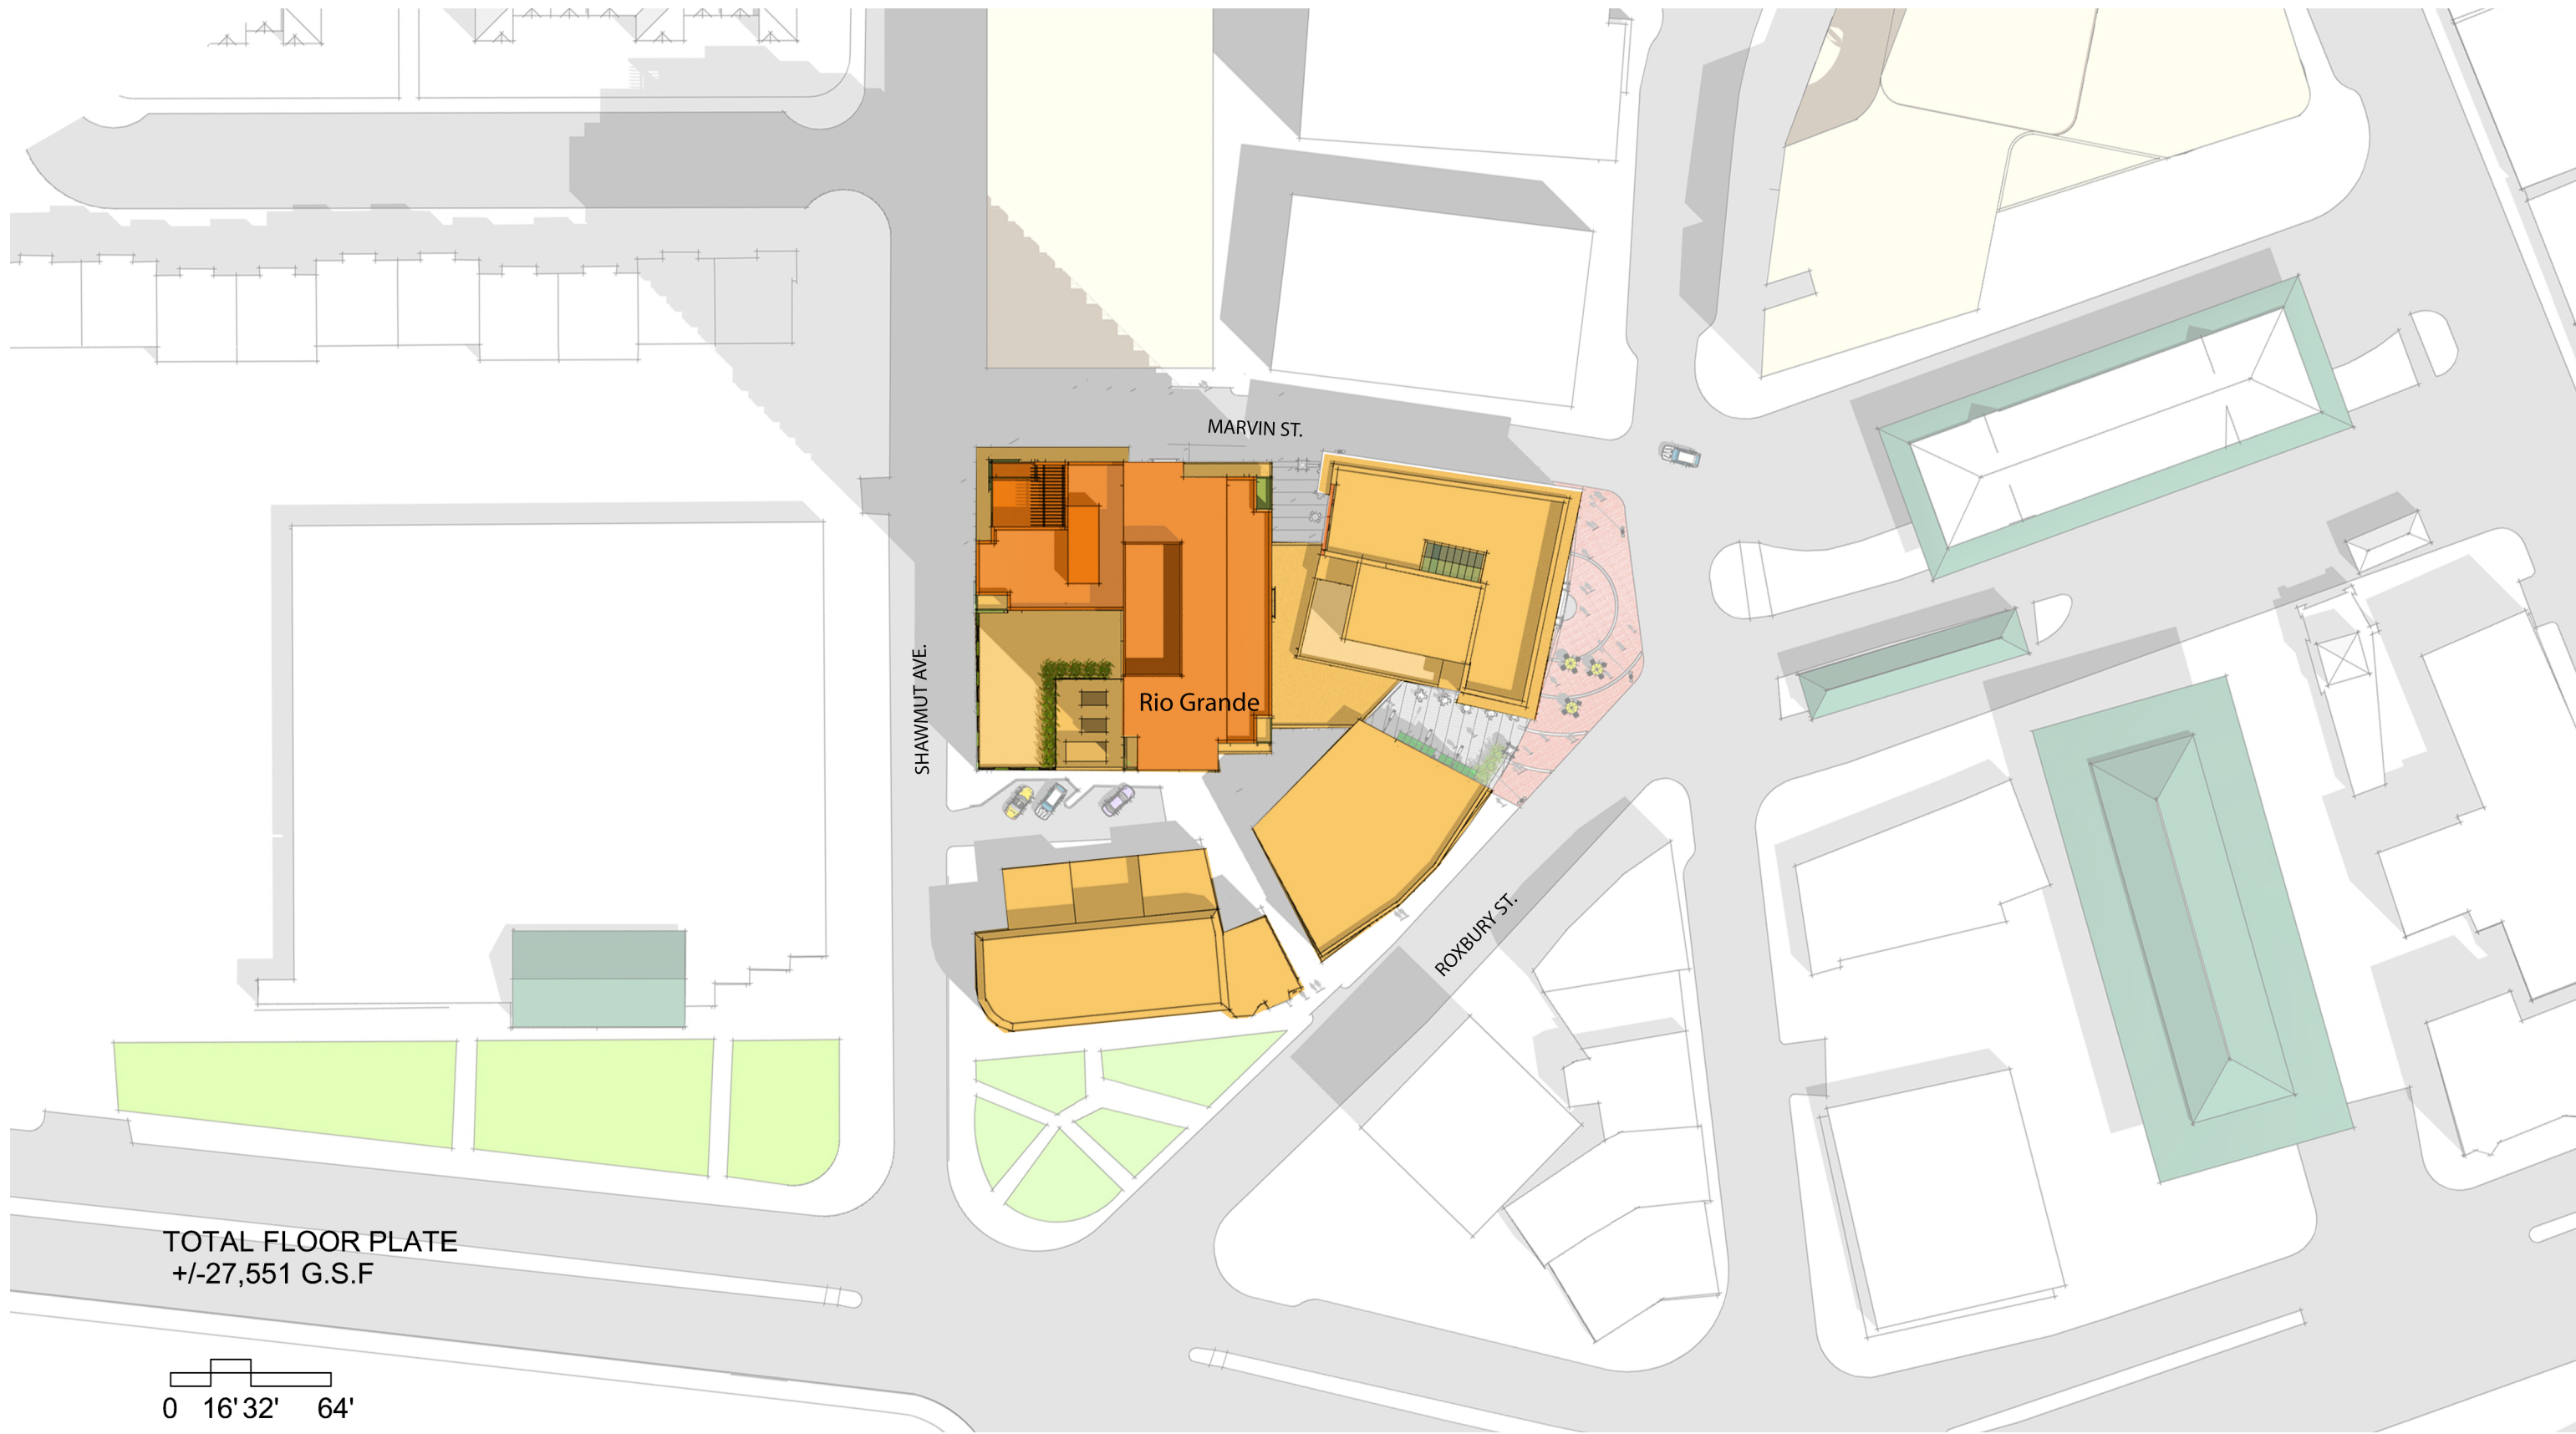 MARVIN ST.
SHAWMUT AVE.
Rio Grande
ROXBURY ST.
TOTAL FLOOR PLATE
+/-27,551 G.S.F
0 16' 32' 64'